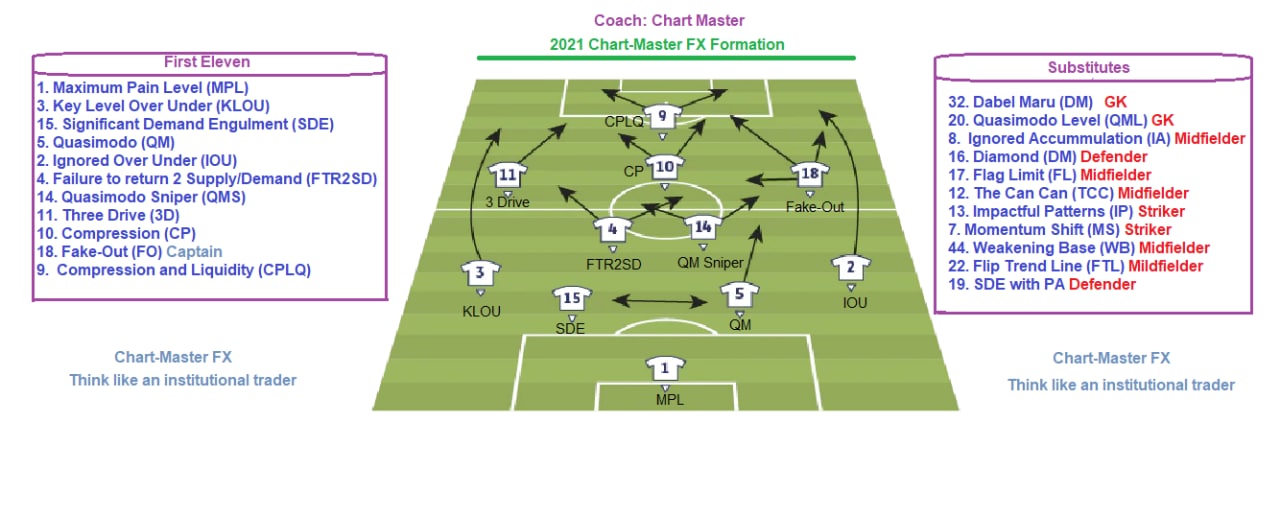 Coach: Chart Master
2021 Chart-Master FX Formation
First Eleven
1. Maximum Pain Level (MPL)
3. Key Level Over Under (KLOU)
15. Significant Demand Engulment (SDE)
5. Quasimodo (QM)
2. Ignored Over Under (IOU)
4. Failure to return 2 Supply/Demand (FTR2SD)
14. Quasimodo Sniper (QMS)
11. Three Drive (3D)
10. Compression (CP)
18. Fake-Out (FO) Captain
9. Compression and Liquidity (CPLQ)
Chart-Master FX
Think like an institutional trader
9
CPLQ
10
CP
11
3 Drive
18
Fake-Out
4
FTR2SD
14
QM Sniper
3
KLOU
2
IOU
15
SDE
5
QM
1
MPL
Substitutes
32. Dabel Maru (DM) GK
20. Quasimodo Level (QML) GK
8. Ignored Accummulation (IA) Midfielder
16. Diamond (DM) Defender
17. Flag Limit (FL) Midfielder
12. The Can Can (TCC) Midfielder
13. Impactful Patterns (IP) Striker
7. Momentum Shift (MS) Striker
44. Weakening Base (WB) Midfielder
22. Flip Trend Line (FTL) Mildfielder
19. SDE with PA Defender
Chart-Master FX
Think like an institutional trader